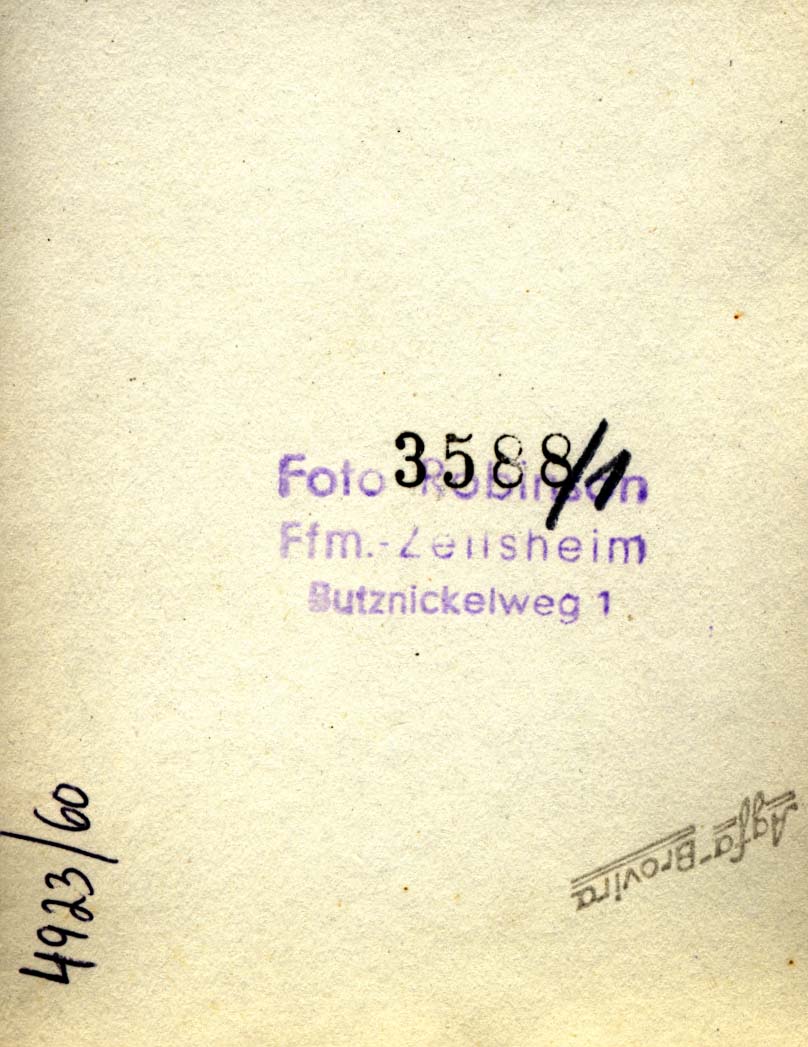 3588/1
Foto Robinson
Ffm.-Zeilsheim
Butznickelweg 1
4923/60
Agfa-Brovira